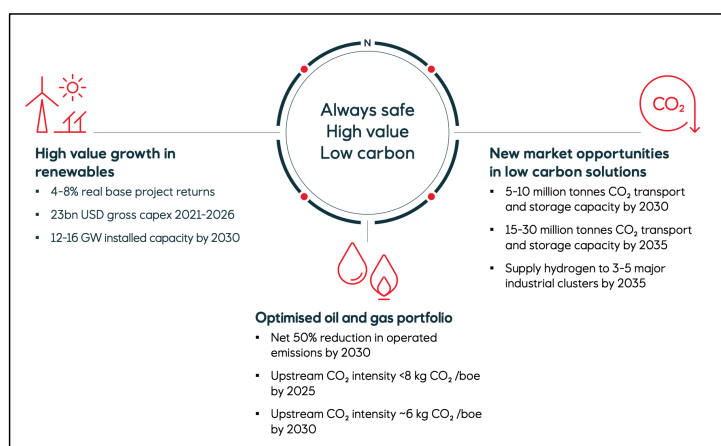 N
Always safe
High value
Low carbon
CO₂
High value growth in
renewables
▪ 4-8% real base project returns
▪ 23bn USD gross capex 2021-2026
▪ 12-16 GW installed capacity by 2030
New market opportunities
in low carbon solutions
▪ 5-10 million tonnes CO₂ transport
and storage capacity by 2030
▪ 15-30 million tonnes CO₂ transport
and storage capacity by 2035
▪ Supply hydrogen to 3-5 major
industrial clusters by 2035
Optimised oil and gas portfolio
▪ Net 50% reduction in operated
emissions by 2030
▪ Upstream CO₂ intensity <8 kg CO₂ /boe
by 2025
▪ Upstream CO₂ intensity ~6 kg CO₂ /boe
by 2030